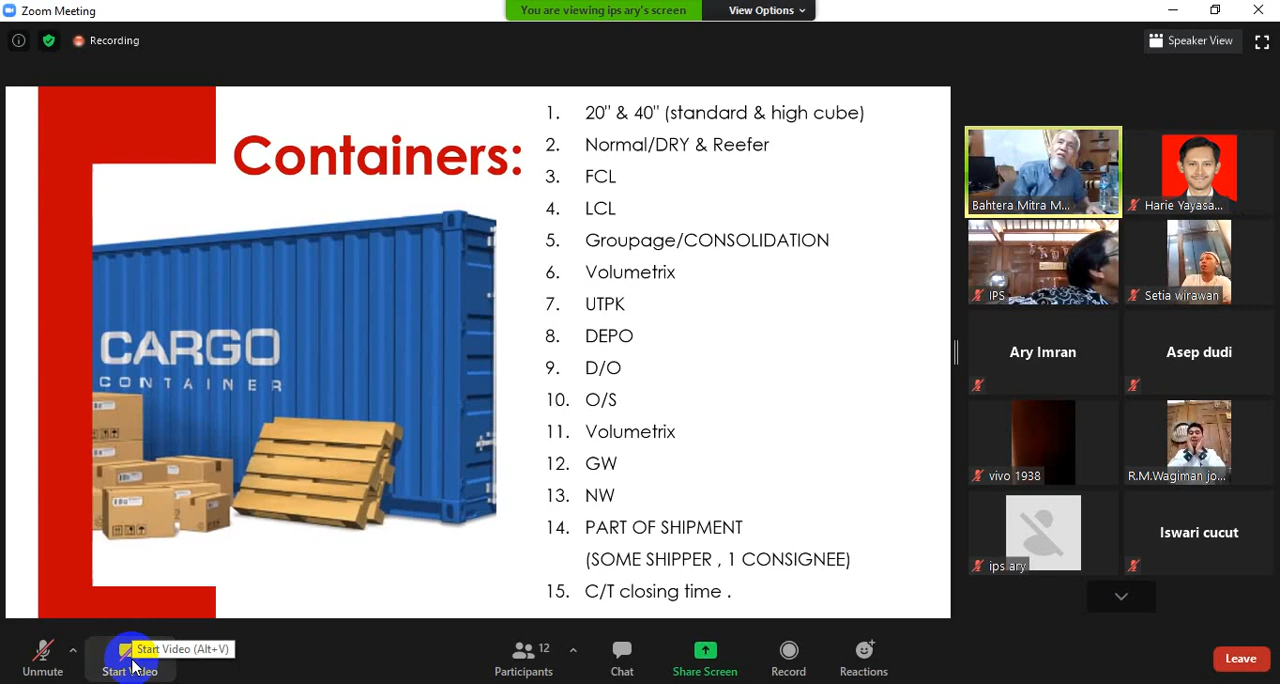 Zoom Meeting
You are viewing ips ary's screen
View Options
Recording
Speaker View
Containers:
CARGO
CONTAINER
1. 20" & 40" (standard & high cube)
2. Normal/DRY & Reefer
3. FCL
4. LCL
5. Groupage/CONSOLIDATION
6. Volumetrix
7. UTPK
8. DEPO
9. D/O
10. O/S
11. Volumetrix
12. GW
13. NW
14. PART OF SHIPMENT
(SOME SHIPPER , 1 CONSIGNEE)
15. C/T closing time .
Bahtera Mitra M...
Harie Yayasa...
IPS
Setia wirawan
Ary Imran
Asep dudi
vivo 1938
R.M.Wagiman jo...
ips ary
Iswari cucut
Start Video (Alt+V)
Unmute
Start Video
Participants
12
Chat
Share Screen
Record
Reactions
Leave